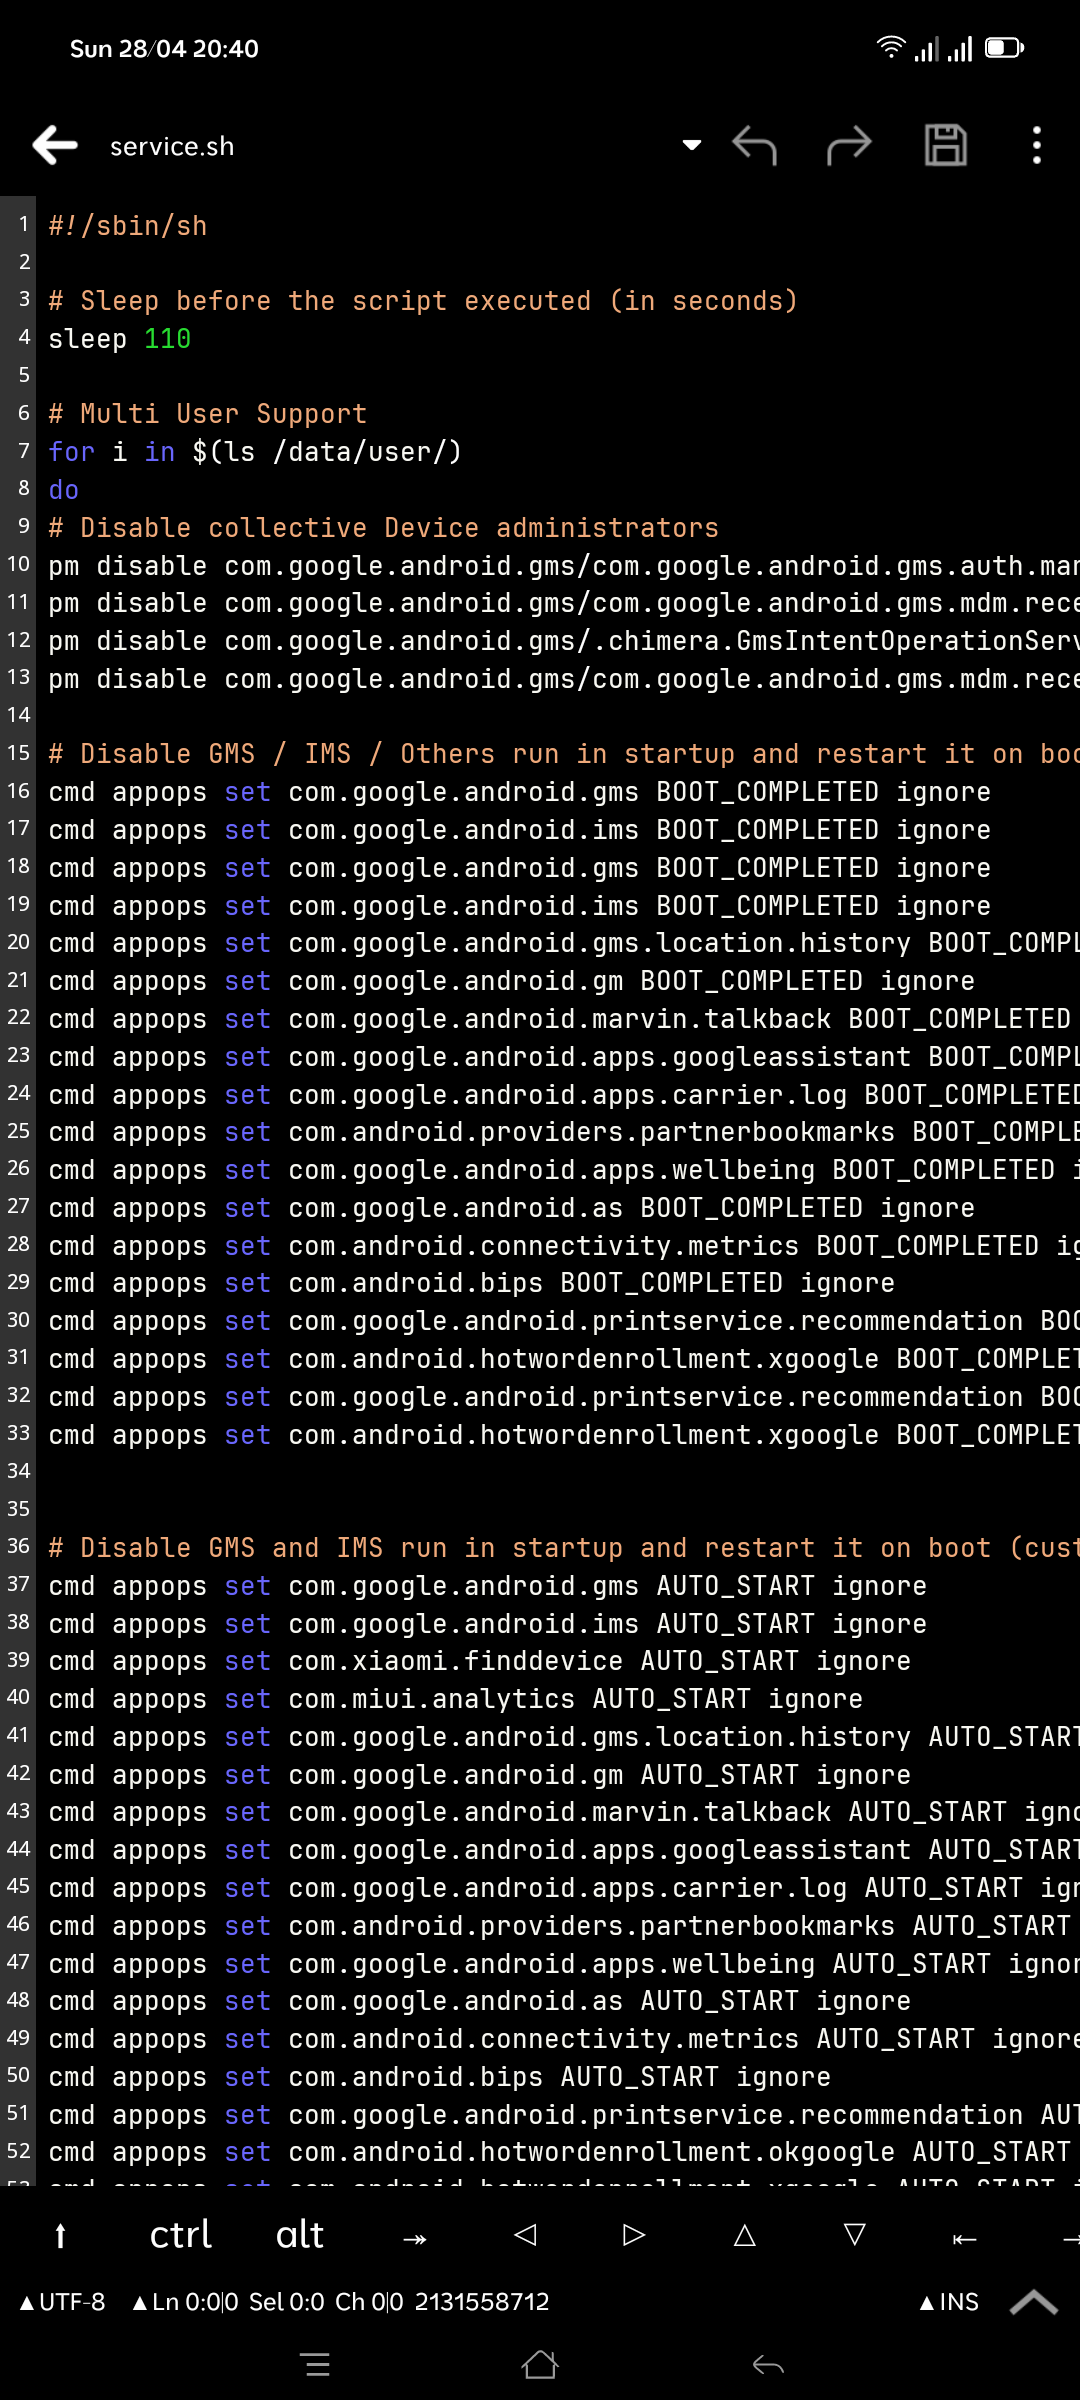 Sun 28/04 20:40
service.sh
1 #!/sbin/sh
2
3 # Sleep before the script executed (in seconds)
4 sleep 110
5
6 # Multi User Support
7 for i in $(ls /data/user/)
8 do
9 # Disable collective Device administrators
10 pm disable com.google.android.gms/com.google.android.gms.auth.mar
11 pm disable com.google.android.gms/com.google.android.gms.mdm.rece
12 pm disable com.google.android.gms/.chimera.GmsIntentOperationServ
13 pm disable com.google.android.gms/com.google.android.gms.mdm.rece
14
15 # Disable GMS / IMS / Others run in startup and restart it on boo
16 cmd appops set com.google.android.gms BOOT_COMPLETED ignore
17 cmd appops set com.google.android.ims BOOT_COMPLETED ignore
18 cmd appops set com.google.android.gms BOOT_COMPLETED ignore
19 cmd appops set com.google.android.ims BOOT_COMPLETED ignore
20 cmd appops set com.google.android.gms.location.history BOOT_COMPL
21 cmd appops set com.google.android.gm BOOT_COMPLETED ignore
22 cmd appops set com.google.android.marvin.talkback BOOT_COMPLETED
23 cmd appops set com.google.android.apps.googleassistant BOOT_COMPL
24 cmd appops set com.google.android.apps.carrier.log BOOT_COMPLETED
25 cmd appops set com.android.providers.partnerbookmarks BOOT_COMPLE
26 cmd appops set com.google.android.apps.wellbeing BOOT_COMPLETED i
27 cmd appops set com.google.android.as BOOT_COMPLETED ignore
28 cmd appops set com.android.connectivity.metrics BOOT_COMPLETED ig
29 cmd appops set com.android.bips BOOT_COMPLETED ignore
30 cmd appops set com.google.android.printservice.recommendation BOO
31 cmd appops set com.android.hotwordenrollment.xgoogle BOOT_COMPLET
32 cmd appops set com.google.android.printservice.recommendation BOO
33 cmd appops set com.android.hotwordenrollment.xgoogle BOOT_COMPLET
34
35
36 # Disable GMS and IMS run in startup and restart it on boot (cust
37 cmd appops set com.google.android.gms AUTO_START ignore
38 cmd appops set com.google.android.ims AUTO_START ignore
39 cmd appops set com.xiaomi.finddevice AUTO_START ignore
40 cmd appops set com.miui.analytics AUTO_START ignore
41 cmd appops set com.google.android.gms.location.history AUTO_START
42 cmd appops set com.google.android.gm AUTO_START ignore
43 cmd appops set com.google.android.marvin.talkback AUTO_START igno
44 cmd appops set com.google.android.apps.googleassistant AUTO_START
45 cmd appops set com.google.android.apps.carrier.log AUTO_START ign
46 cmd appops set com.android.providers.partnerbookmarks AUTO_START
47 cmd appops set com.google.android.apps.wellbeing AUTO_START ignor
48 cmd appops set com.google.android.as AUTO_START ignore
49 cmd appops set com.android.connectivity.metrics AUTO_START ignore
50 cmd appops set com.android.bips AUTO_START ignore
51 cmd appops set com.google.android.printservice.recommendation AUT
52 cmd appops set com.android.hotwordenrollment.okgoogle AUTO_START
ctrl alt
▲UTF-8 ▲Ln 0:0|0 Sel 0:0 Ch 0|0 2131558712 ▲INS